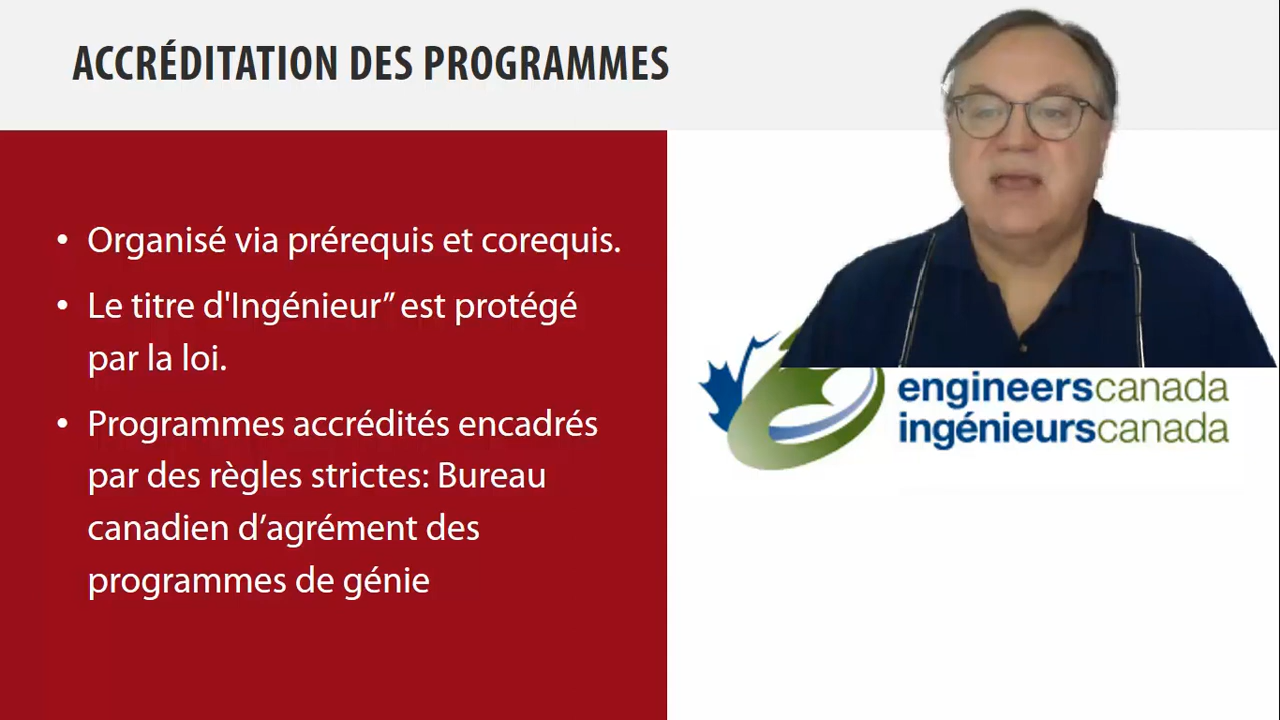 ACCRÉDITATION DES PROGRAMMES
• Organisé via prérequis et corequis.
• Le titre d'Ingénieur” est protégé
par la loi.
• Programmes accrédités encadrés
par des règles strictes: Bureau
canadien d’agrément des
programmes de génie
engineerscanada
ingénieurscanada